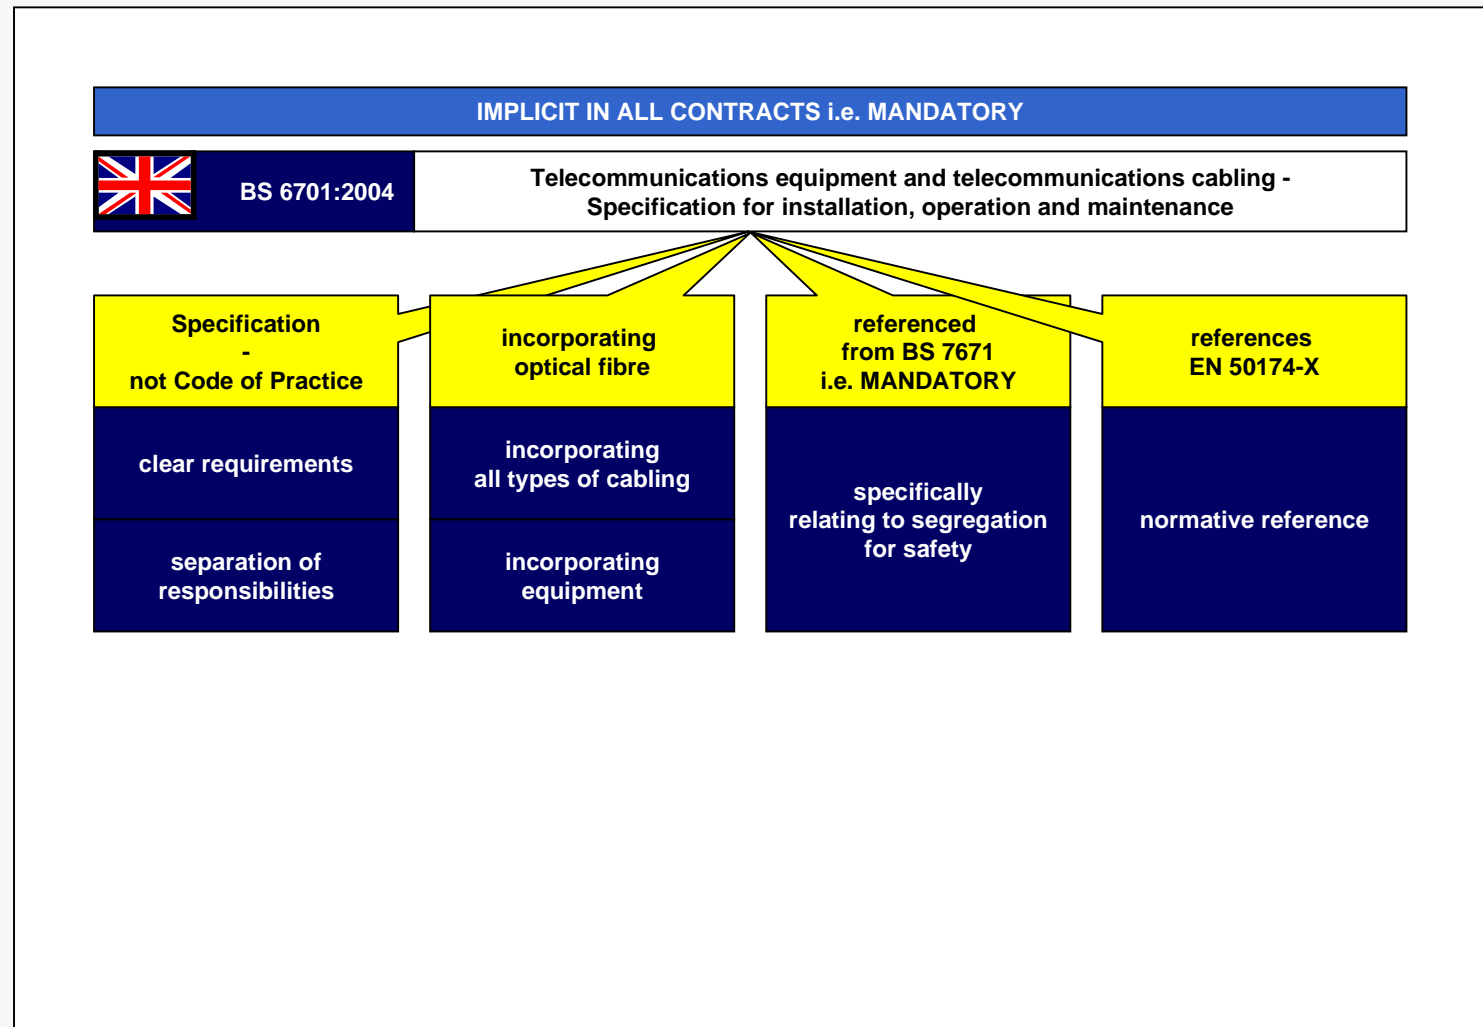 IMPLICIT IN ALL CONTRACTS i.e. MANDATORY
BS 6701:2004
Telecommunications equipment and telecommunications cabling -
Specification for installation, operation and maintenance
Specification
-
not Code of Practice
clear requirements
separation of
responsibilities
incorporating
optical fibre
incorporating
all types of cabling
incorporating
equipment
referenced
from BS 7671
i.e. MANDATORY
specifically
relating to segregation
for safety
references
EN 50174-X
normative reference